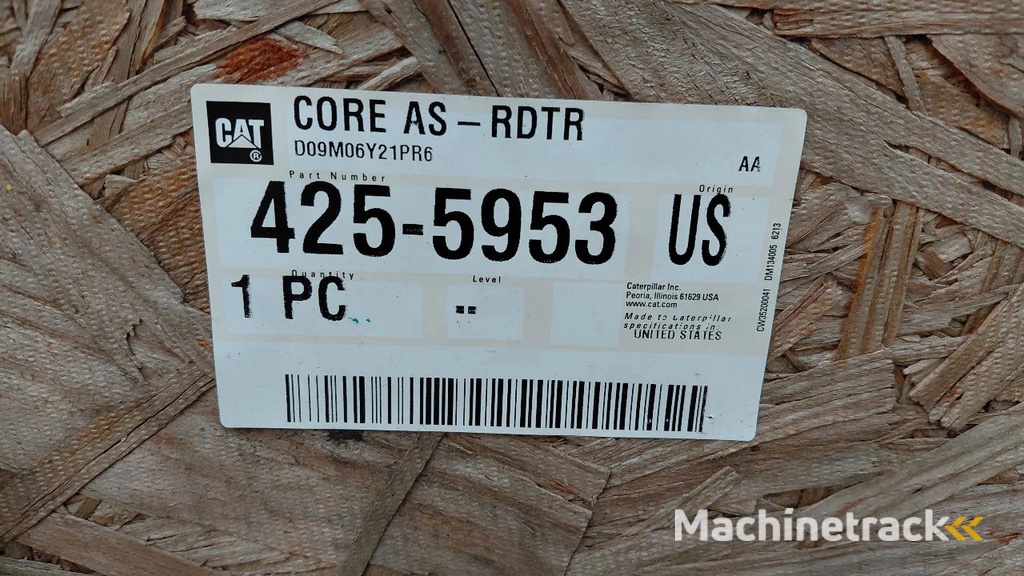 CAT ®
CORE AS – RDTR
D09M06Y21PR6
AA
Part Number
Origin
425-5953 US
Quantity
Level
1 PC
--
Caterpillar Inc.
Peoria, Illinois 61629 USA
www.cat.com
Made to Caterpillar
specifications in:
UNITED STATES
CW35200041 DM134005 6213
Machinetrack